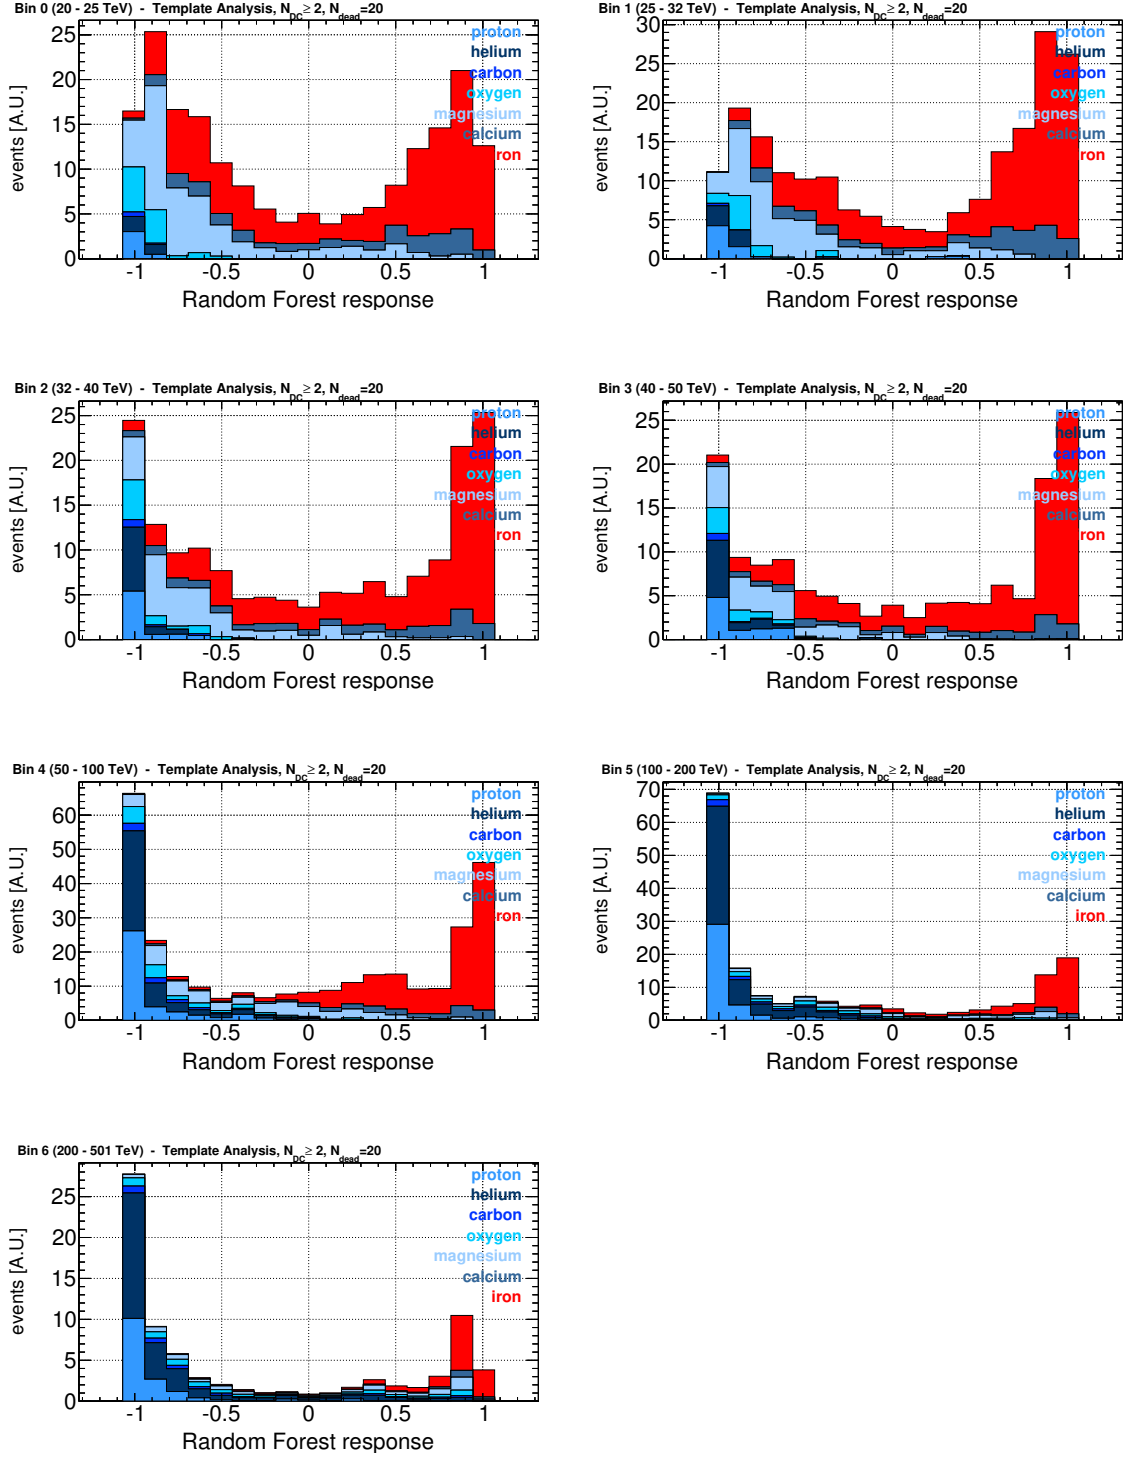 Bin 0 (20 - 25 TeV) - Template Analysis, N_DC ≥ 2, N_dead=20
events [A.U.]
25
20
15
10
5
0
proton
helium
carbon
oxygen
magnesium
calcium
iron
-1 -0.5 0 0.5 1
Random Forest response
Bin 1 (25 - 32 TeV) - Template Analysis, N_DC ≥ 2, N_dead=20
events [A.U.]
30
25
20
15
10
5
0
proton
helium
carbon
oxygen
magnesium
calcium
iron
-1 -0.5 0 0.5 1
Random Forest response
Bin 2 (32 - 40 TeV) - Template Analysis, N_DC ≥ 2, N_dead=20
events [A.U.]
25
20
15
10
5
0
proton
helium
carbon
oxygen
magnesium
calcium
iron
-1 -0.5 0 0.5 1
Random Forest response
Bin 3 (40 - 50 TeV) - Template Analysis, N_DC ≥ 2, N_dead=20
events [A.U.]
25
20
15
10
5
0
proton
helium
carbon
oxygen
magnesium
calcium
iron
-1 -0.5 0 0.5 1
Random Forest response
Bin 4 (50 - 100 TeV) - Template Analysis, N_DC ≥ 2, N_dead=20
events [A.U.]
60
50
40
30
20
10
0
proton
helium
carbon
oxygen
magnesium
calcium
iron
-1 -0.5 0 0.5 1
Random Forest response
Bin 5 (100 - 200 TeV) - Template Analysis, N_DC ≥ 2, N_dead=20
events [A.U.]
70
60
50
40
30
20
10
0
proton
helium
carbon
oxygen
magnesium
calcium
iron
-1 -0.5 0 0.5 1
Random Forest response
Bin 6 (200 - 501 TeV) - Template Analysis, N_DC ≥ 2, N_dead=20
events [A.U.]
25
20
15
10
5
0
proton
helium
carbon
oxygen
magnesium
calcium
iron
-1 -0.5 0 0.5 1
Random Forest response